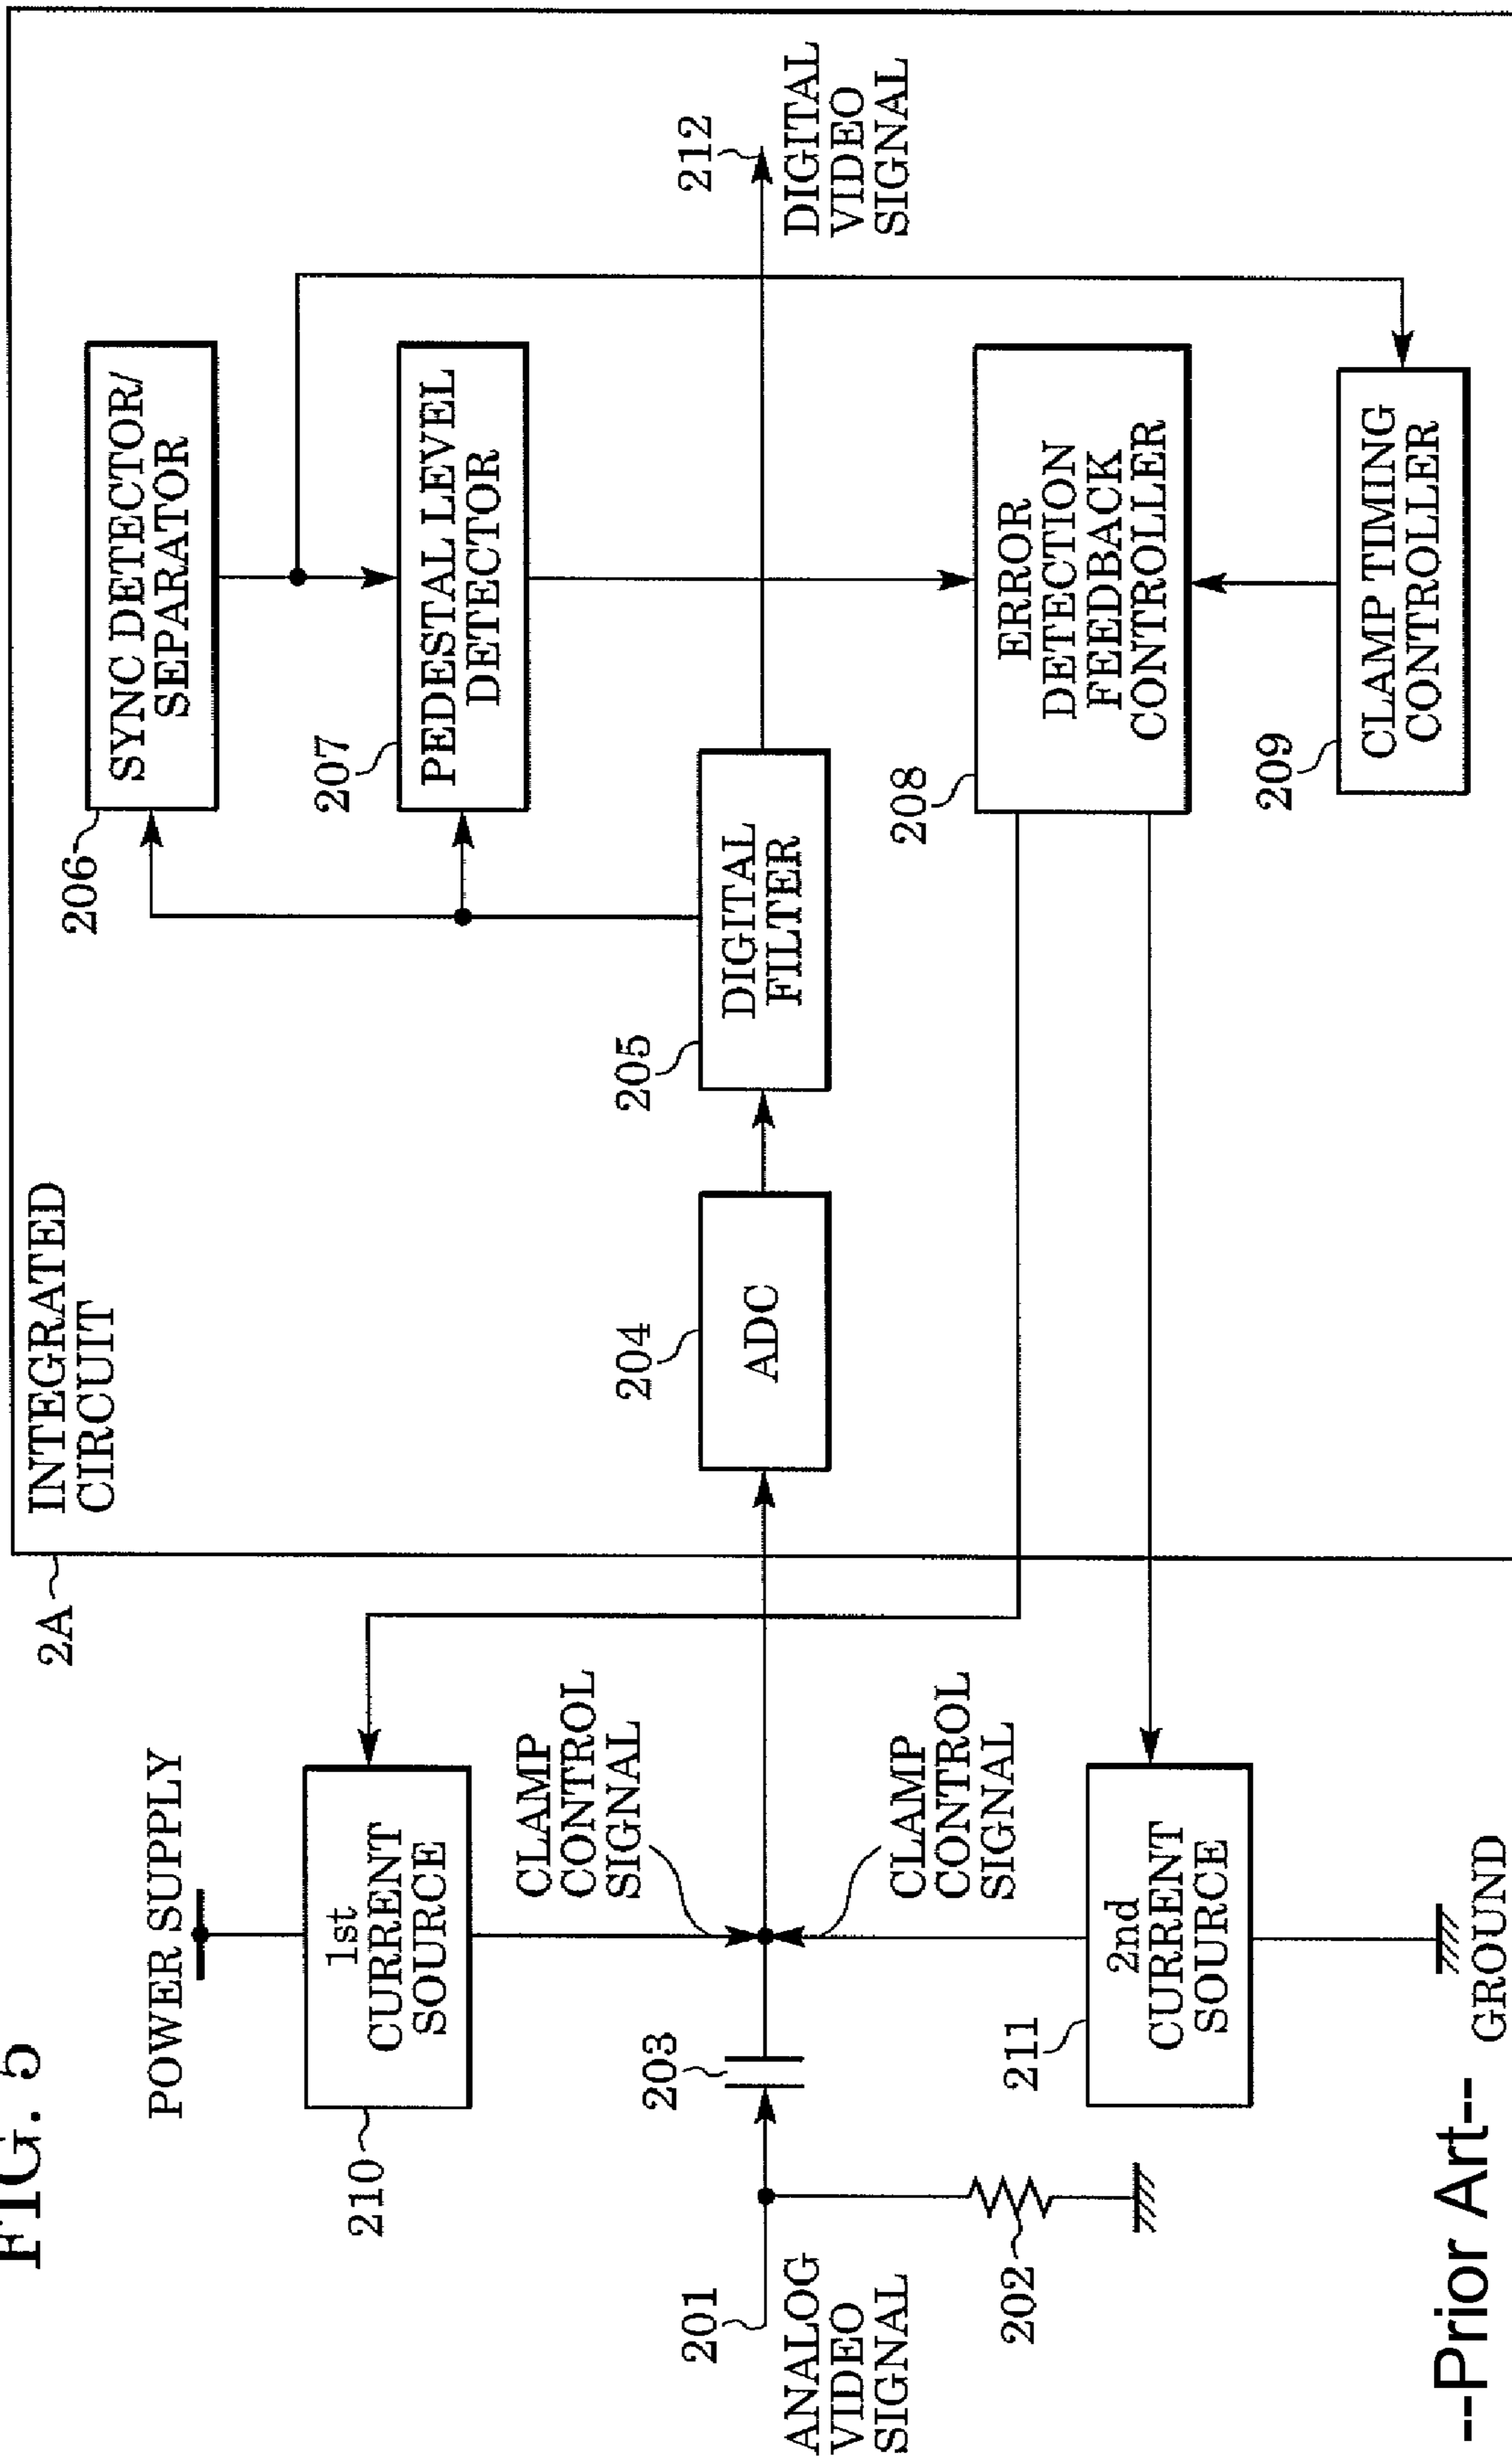 FIG. 5
INTEGRATED
CIRCUIT
2A
POWER SUPPLY
210
1st
CURRENT
SOURCE
CLAMP
CONTROL
SIGNAL
206
SYNC DETECTOR/
SEPARATOR
207
PEDESTAL LEVEL
DETECTOR
201
ANALOG
VIDEO
SIGNAL
202
203
204
ADC
205
DIGITAL
FILTER
212
DIGITAL
VIDEO
SIGNAL
CLAMP
CONTROL
SIGNAL
211
2nd
CURRENT
SOURCE
GROUND
208
ERROR
DETECTION
FEEDBACK
CONTROLLER
209
CLAMP TIMING
CONTROLLER
--Prior Art--